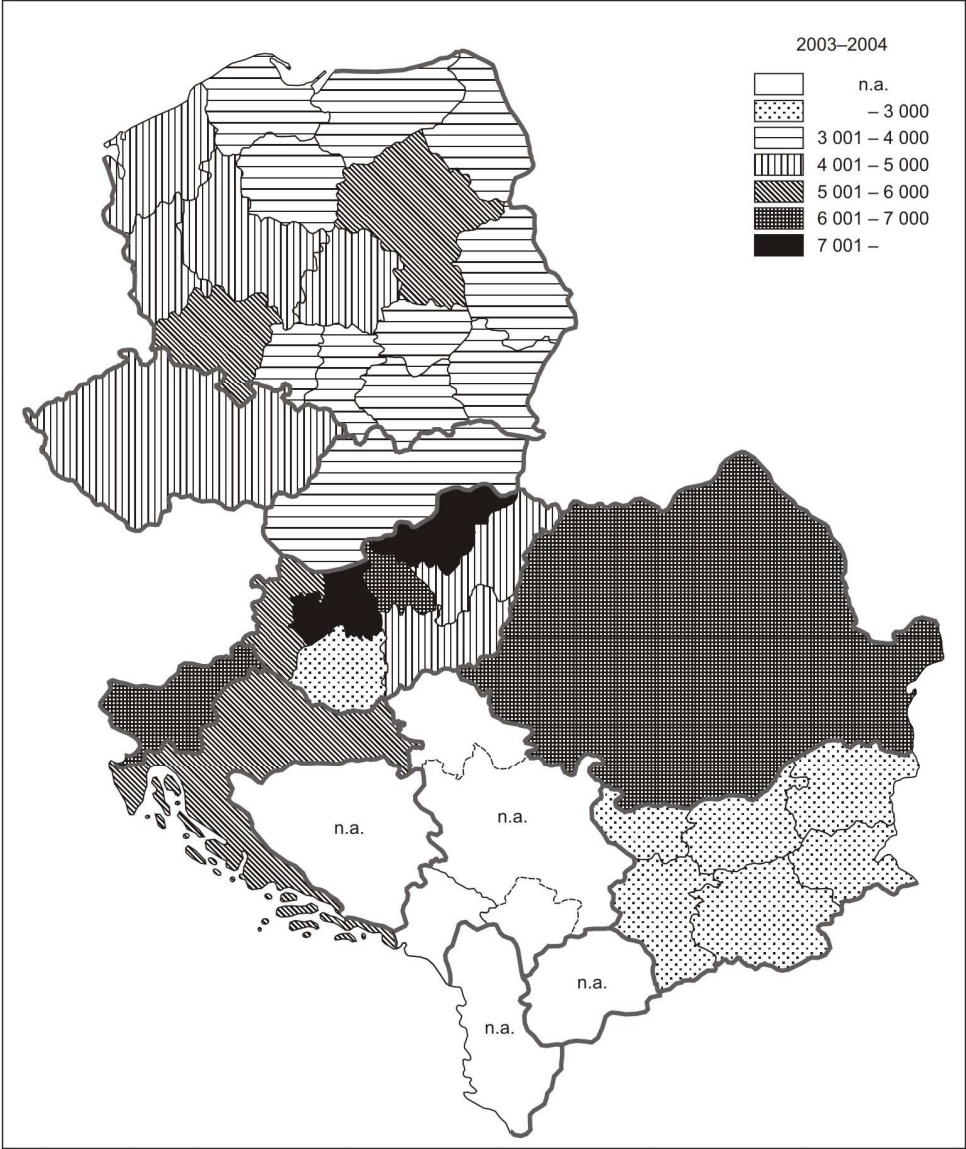 2003–2004
n.a.
– 3 000
3 001 – 4 000
4 001 – 5 000
5 001 – 6 000
6 001 – 7 000
7 001 –
n.a.
n.a.
n.a.
n.a.